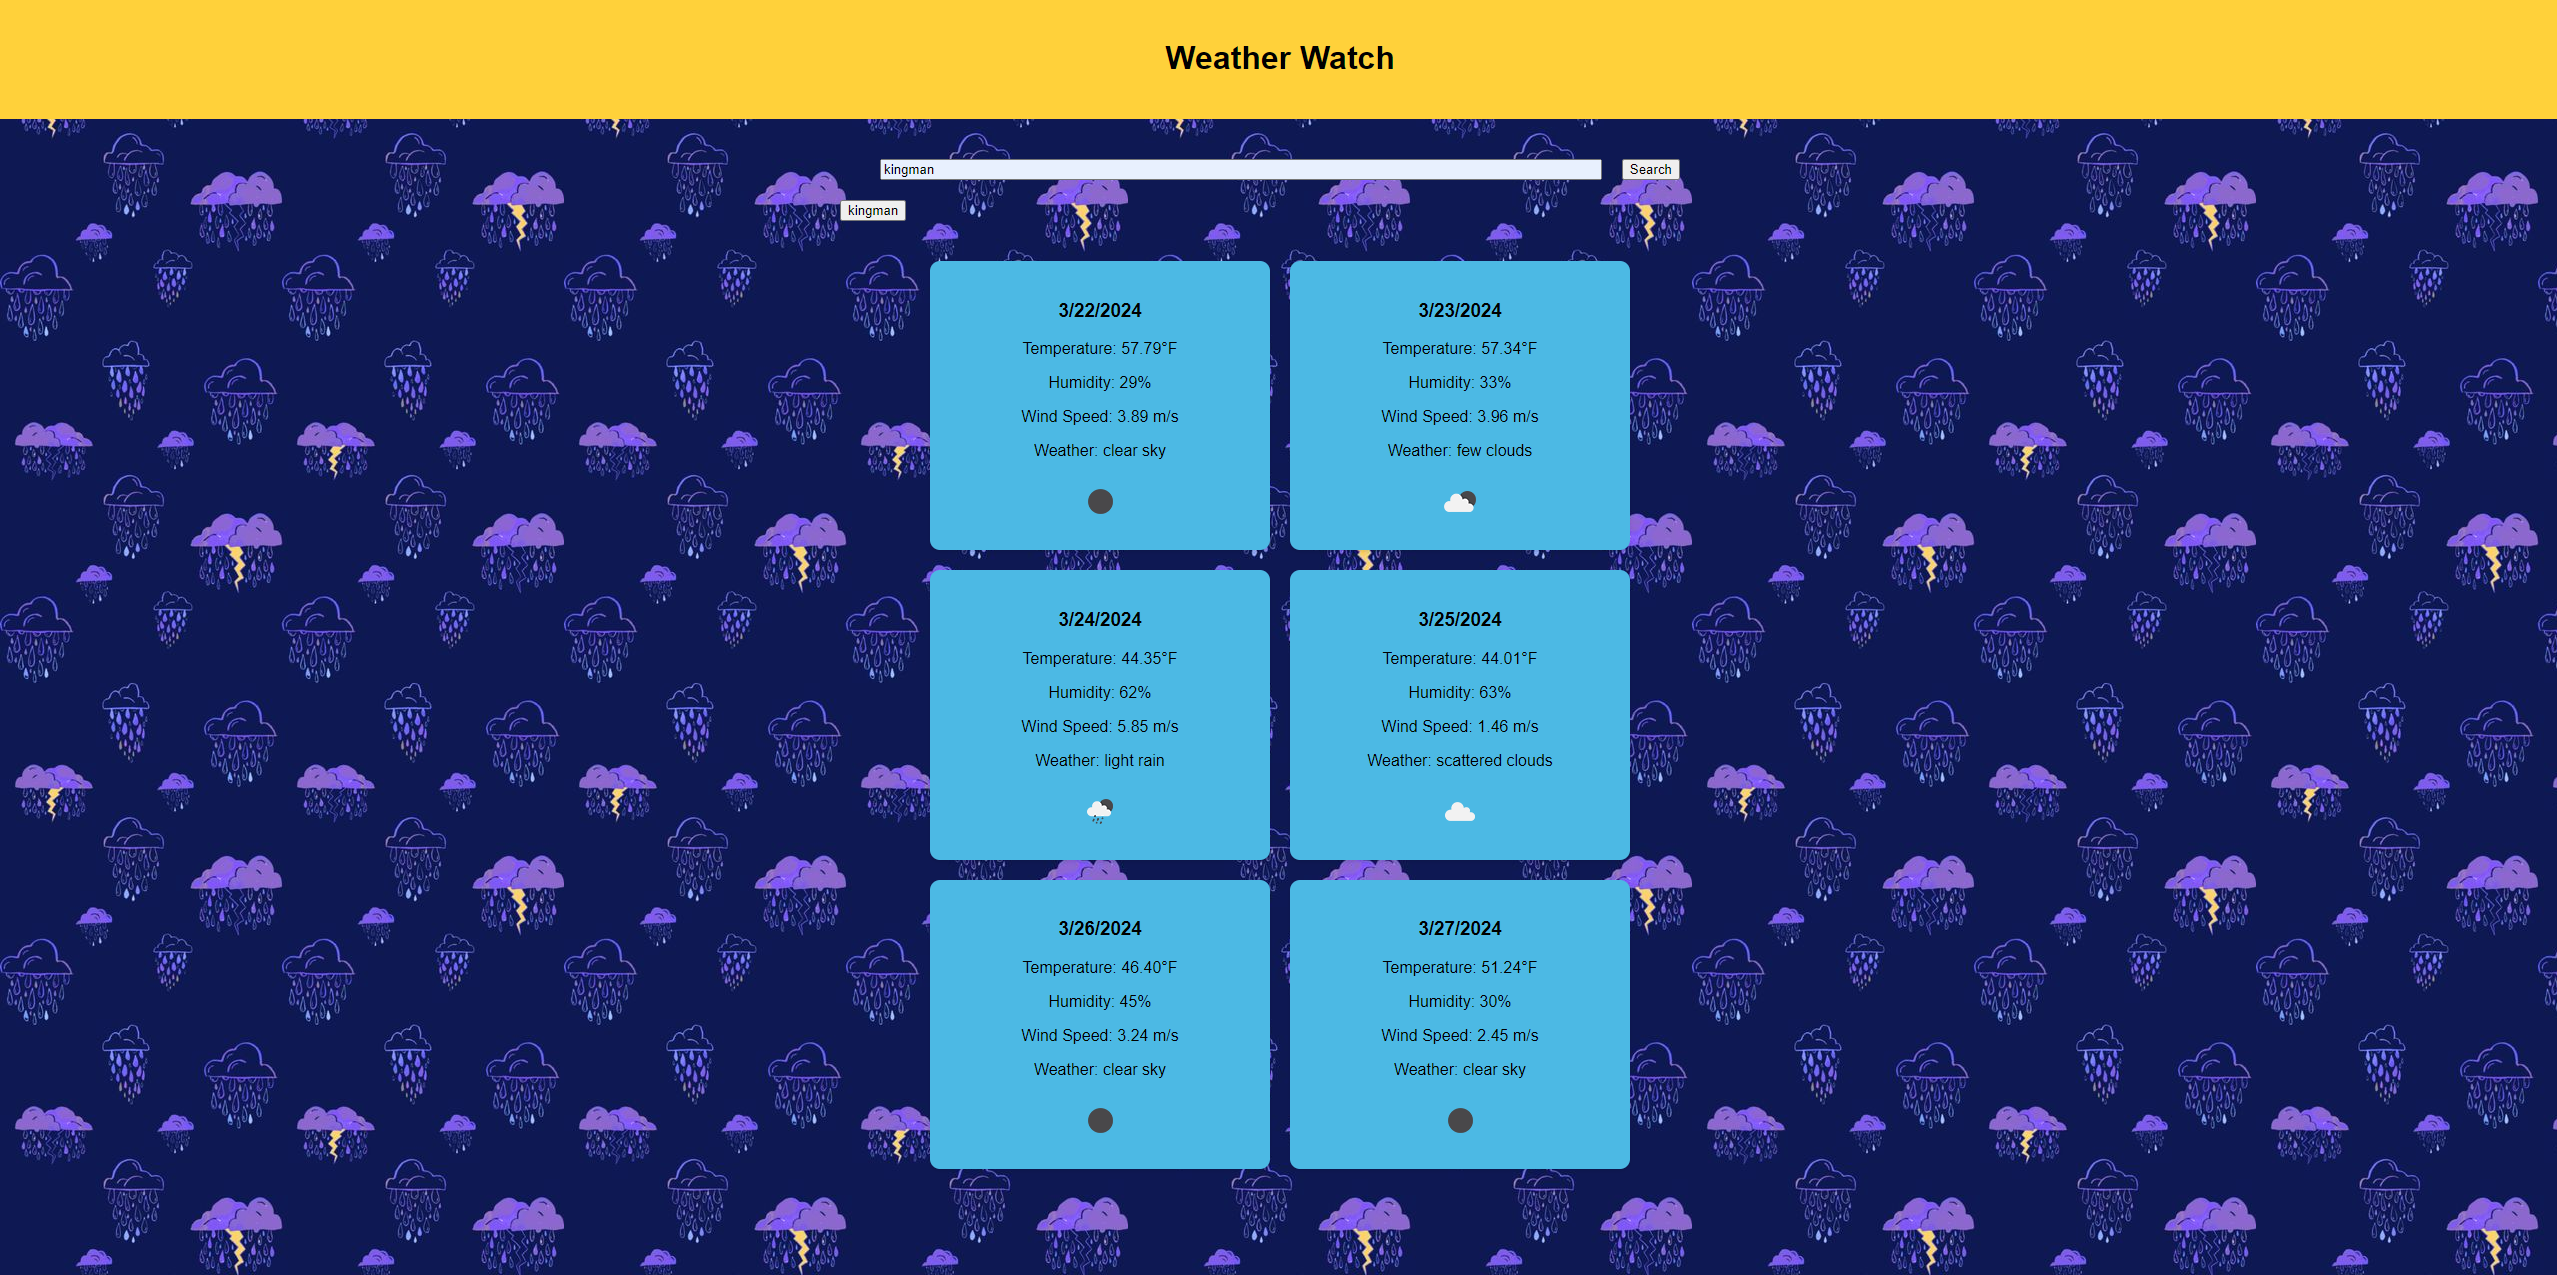 Weather Watch
kingman
Search
kingman
3/22/2024
Temperature: 57.79°F
Humidity: 29%
Wind Speed: 3.89 m/s
Weather: clear sky
3/23/2024
Temperature: 57.34°F
Humidity: 33%
Wind Speed: 3.96 m/s
Weather: few clouds
3/24/2024
Temperature: 44.35°F
Humidity: 62%
Wind Speed: 5.85 m/s
Weather: light rain
3/25/2024
Temperature: 44.01°F
Humidity: 63%
Wind Speed: 1.46 m/s
Weather: scattered clouds
3/26/2024
Temperature: 46.40°F
Humidity: 45%
Wind Speed: 3.24 m/s
Weather: clear sky
3/27/2024
Temperature: 51.24°F
Humidity: 30%
Wind Speed: 2.45 m/s
Weather: clear sky